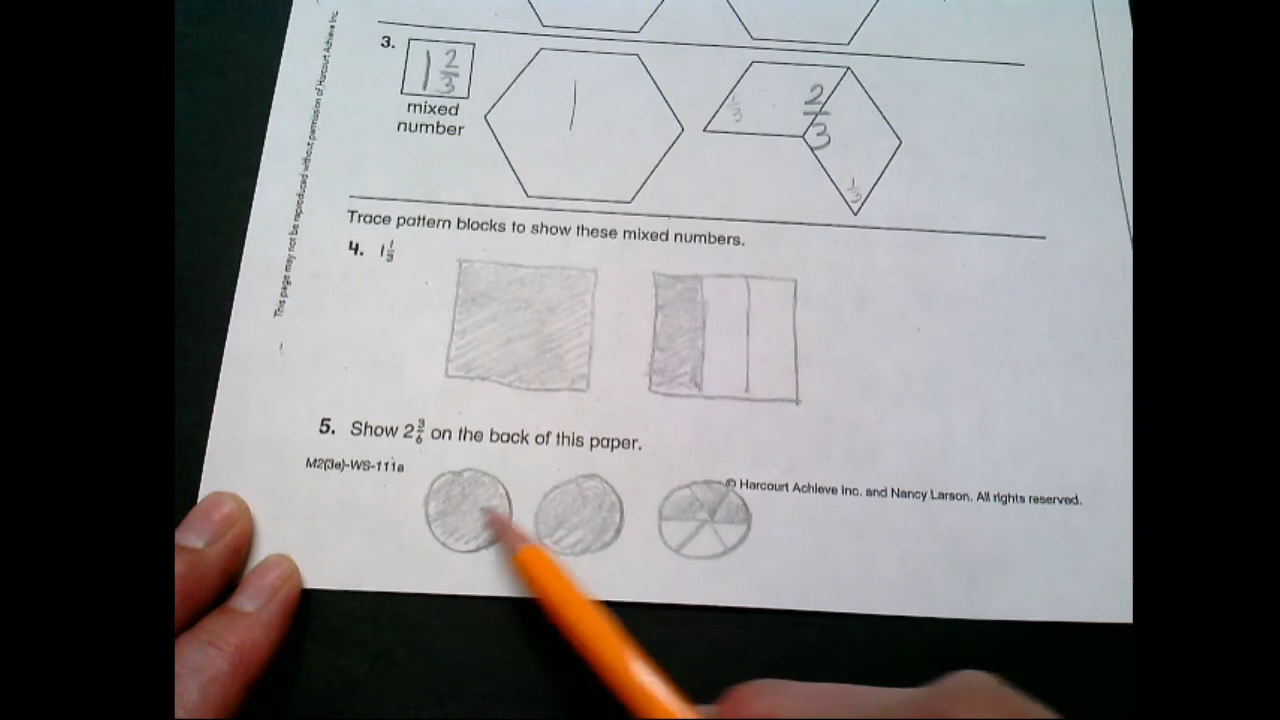 3.
1 2/3
mixed
number
1
1/3
2/3
1/3
Trace pattern blocks to show these mixed numbers.
4. 1 1/3
5. Show 2 3/6 on the back of this paper.
M2(3e)-WS-111a
© Harcourt Achieve Inc. and Nancy Larson. All rights reserved.
This page may not be reproduced without permission of Harcourt Achieve Inc.